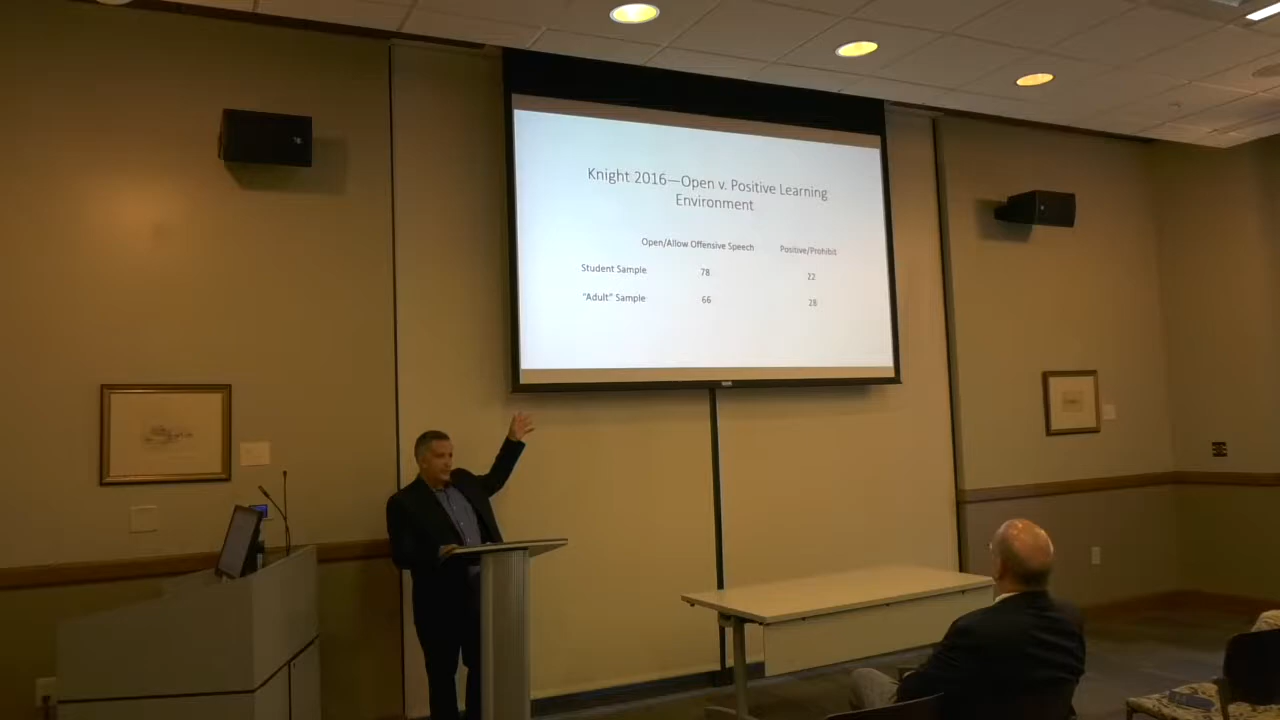 Knight 2016—Open v. Positive Learning
Environment
Open/Allow Offensive Speech Positive/Prohibit
Student Sample 78 22
"Adult" Sample 66 28